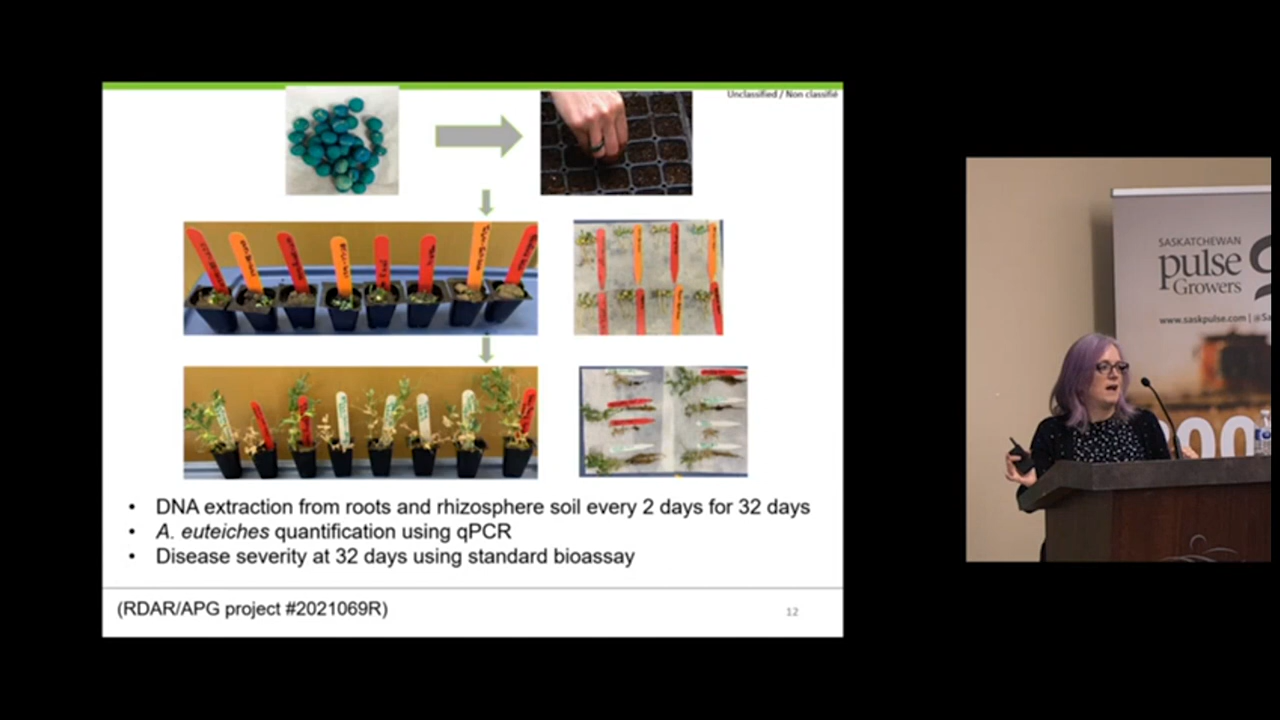 Unclassified / Non classifié
• DNA extraction from roots and rhizosphere soil every 2 days for 32 days
• A. euteiches quantification using qPCR
• Disease severity at 32 days using standard bioassay
(RDAR/APG project #2021069R)
12
SASKATCHEWAN
pulse
Growers
www.saskpulse.com | @Sa